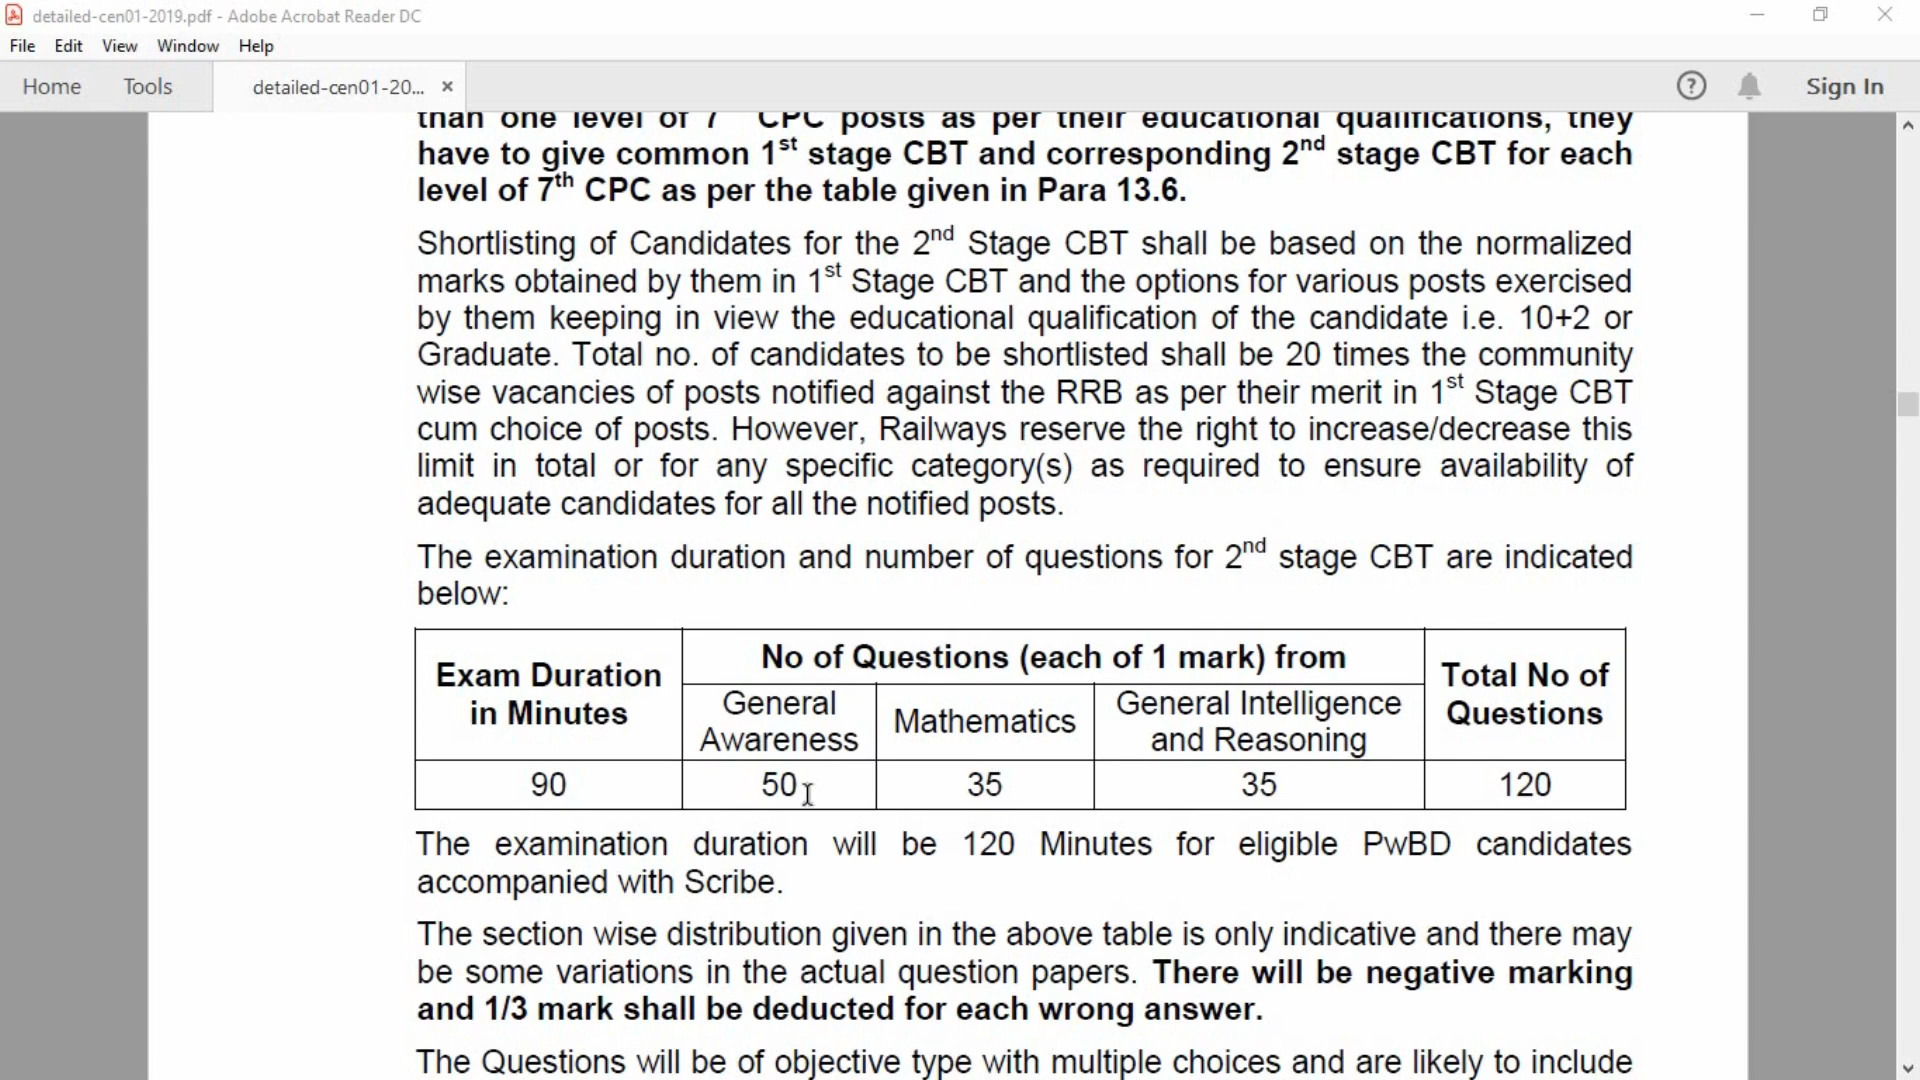 detailed-cen01-2019.pdf - Adobe Acrobat Reader DC
File Edit View Window Help
Home Tools detailed-cen01-20... × Sign In
than one level of 7th CPC posts as per their educational qualifications, they
have to give common 1st stage CBT and corresponding 2nd stage CBT for each
level of 7th CPC as per the table given in Para 13.6.
Shortlisting of Candidates for the 2nd Stage CBT shall be based on the normalized
marks obtained by them in 1st Stage CBT and the options for various posts exercised
by them keeping in view the educational qualification of the candidate i.e. 10+2 or
Graduate. Total no. of candidates to be shortlisted shall be 20 times the community
wise vacancies of posts notified against the RRB as per their merit in 1st Stage CBT
cum choice of posts. However, Railways reserve the right to increase/decrease this
limit in total or for any specific category(s) as required to ensure availability of
adequate candidates for all the notified posts.
The examination duration and number of questions for 2nd stage CBT are indicated
below:
Exam Duration
in Minutes
No of Questions (each of 1 mark) from
Total No of
Questions
General
Awareness
Mathematics
General Intelligence
and Reasoning
90 50 35 35 120
The examination duration will be 120 Minutes for eligible PwBD candidates
accompanied with Scribe.
The section wise distribution given in the above table is only indicative and there may
be some variations in the actual question papers. There will be negative marking
and 1/3 mark shall be deducted for each wrong answer.
The Questions will be of objective type with multiple choices and are likely to include